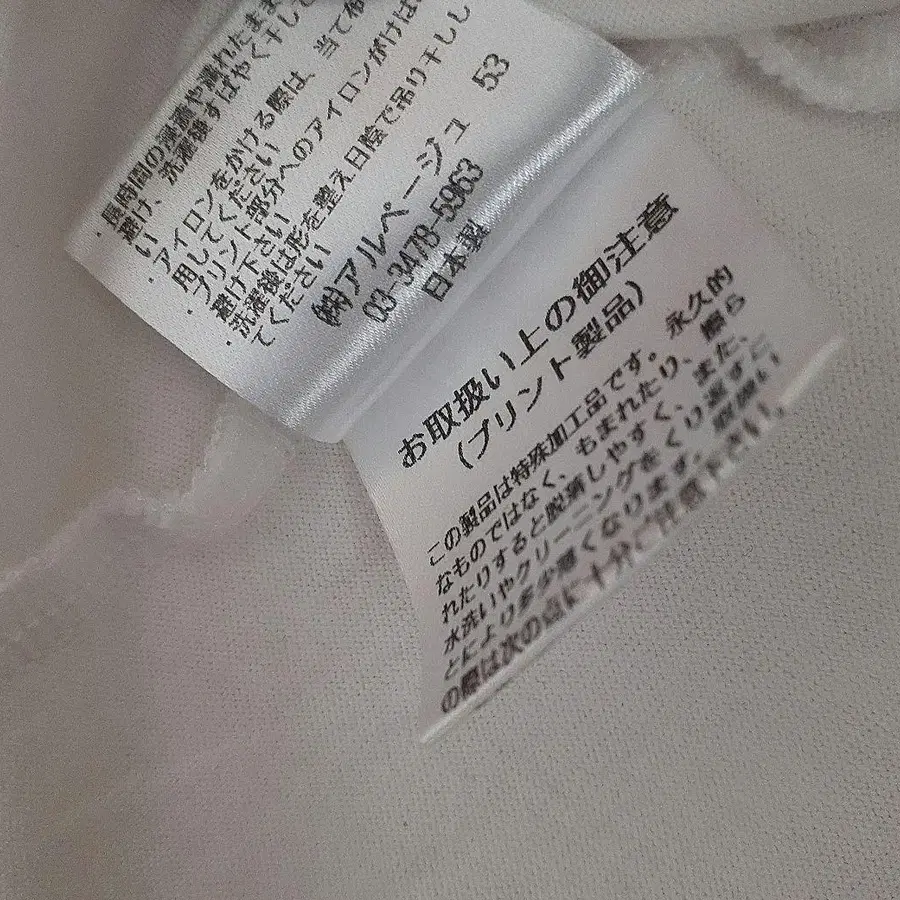 ・長時間の浸漬や濡れたまま
避け、洗濯後すばやく干して
い
・アイロンをかける際は、当て布
用してください
・プリント部分へのアイロンがけは
避け下さい
・洗濯後は形を整え日陰で吊り干し
てください
㈱アルページュ 53
03-3478-5963
日本製
お取扱い上の御注意
(プリント製品)
この製品は特殊加工品です。永久的
なものではなく、もまれたり、擦ら
れたりすると脱落しやすく、また、
水洗いやクリーニングをくり返すこ
とにより多少薄くなります。取扱い
の際は次の点に十分ご注意下さい。